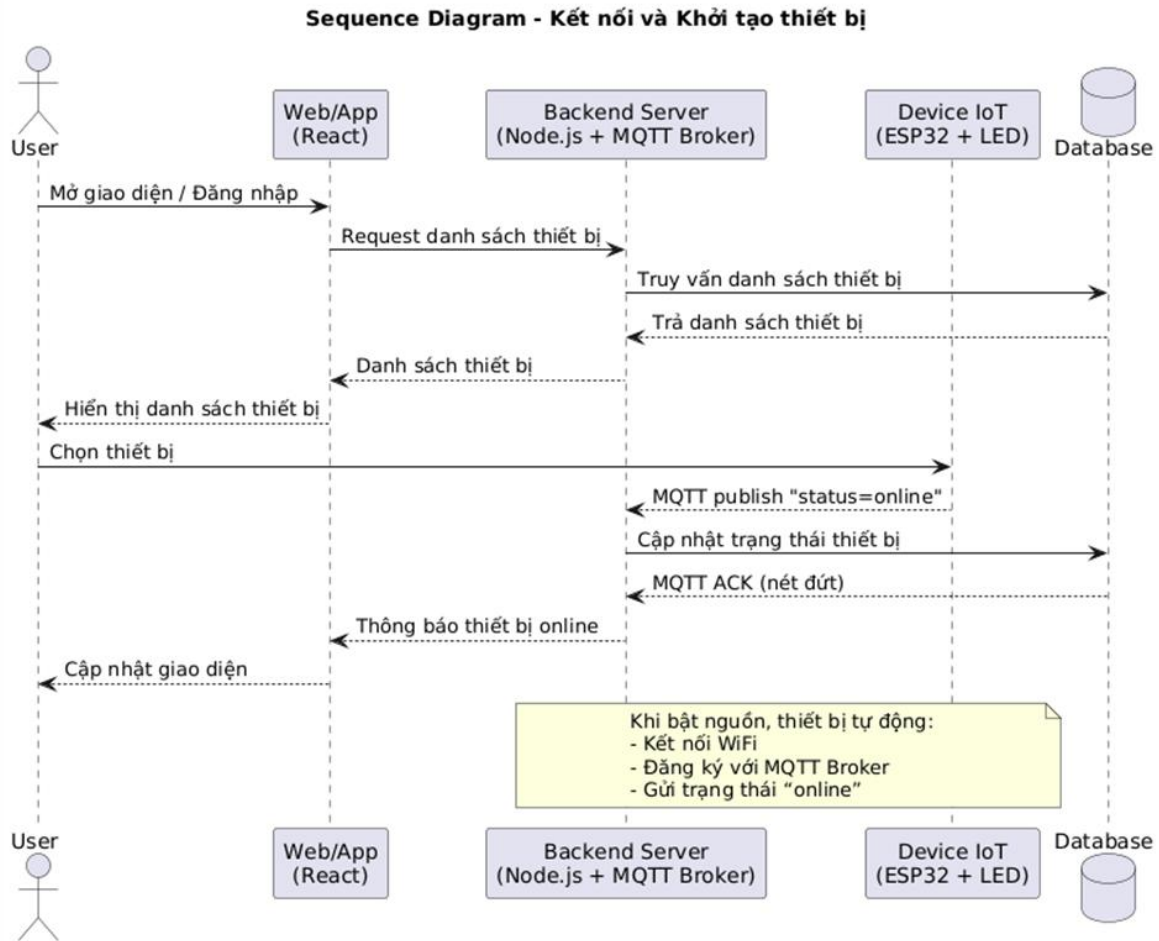 Sequence Diagram - Kết nối và Khởi tạo thiết bị
User
Web/App
(React)
Backend Server
(Node.js + MQTT Broker)
Device IoT
(ESP32 + LED)
Database
Mở giao diện / Đăng nhập
Request danh sách thiết bị
Truy vấn danh sách thiết bị
Trả danh sách thiết bị
Danh sách thiết bị
Hiển thị danh sách thiết bị
Chọn thiết bị
MQTT publish "status=online"
Cập nhật trạng thái thiết bị
MQTT ACK (nét đứt)
Thông báo thiết bị online
Cập nhật giao diện
Khi bật nguồn, thiết bị tự động:
- Kết nối WiFi
- Đăng ký với MQTT Broker
- Gửi trạng thái “online”
User
Web/App
(React)
Backend Server
(Node.js + MQTT Broker)
Device IoT
(ESP32 + LED)
Database